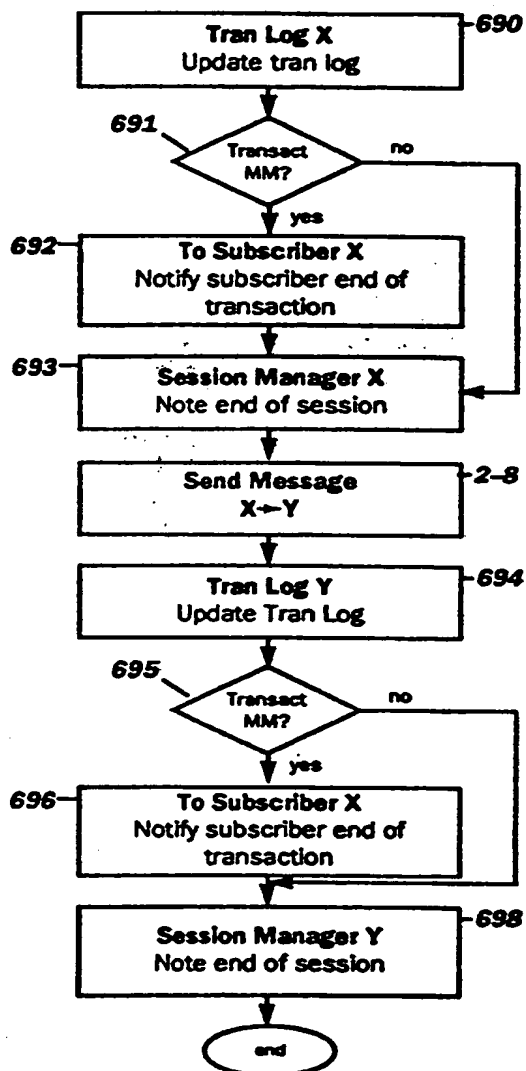 Tran Log X
Update tran log
690
691
Transact
MM?
no
yes
692
To Subscriber X
Notify subscriber end of
transaction
693
Session Manager X
Note end of session
Send Message
X→Y
2-8
Tran Log Y
Update Tran Log
694
695
Transact
MM?
no
yes
696
To Subscriber X
Notify subscriber end of
transaction
Session Manager Y
Note end of session
698
end